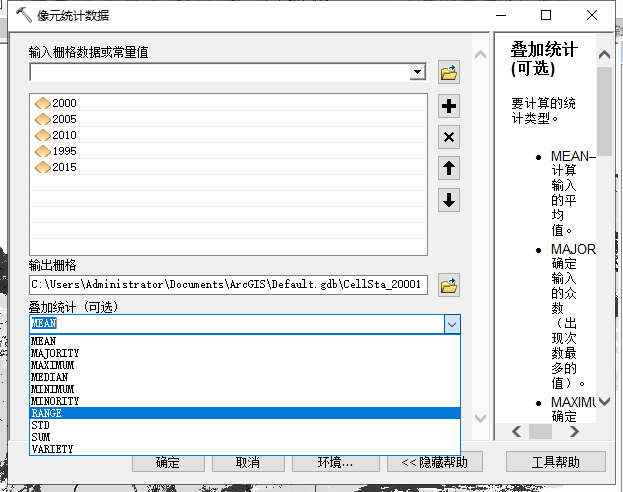 像元统计数据
输入栅格数据或常量值
2000
2005
2010
1995
2015
输出栅格
C:\Users\Administrator\Documents\ArcGIS\Default.gdb\CellSta_20001
叠加统计 (可选)
MEAN
MEAN
MAJORITY
MAXIMUM
MEDIAN
MINIMUM
MINORITY
RANGE
STD
SUM
VARIETY
确定
取消
环境...
<< 隐藏帮助
叠加统计
(可选)
要计算的统
计类型。
MEAN—
计算
输入
的平
均
值。
MAJOR
确定
输入
的众
数
（出
现次
数最
多的
值）。
MAXIMU
确定
工具帮助